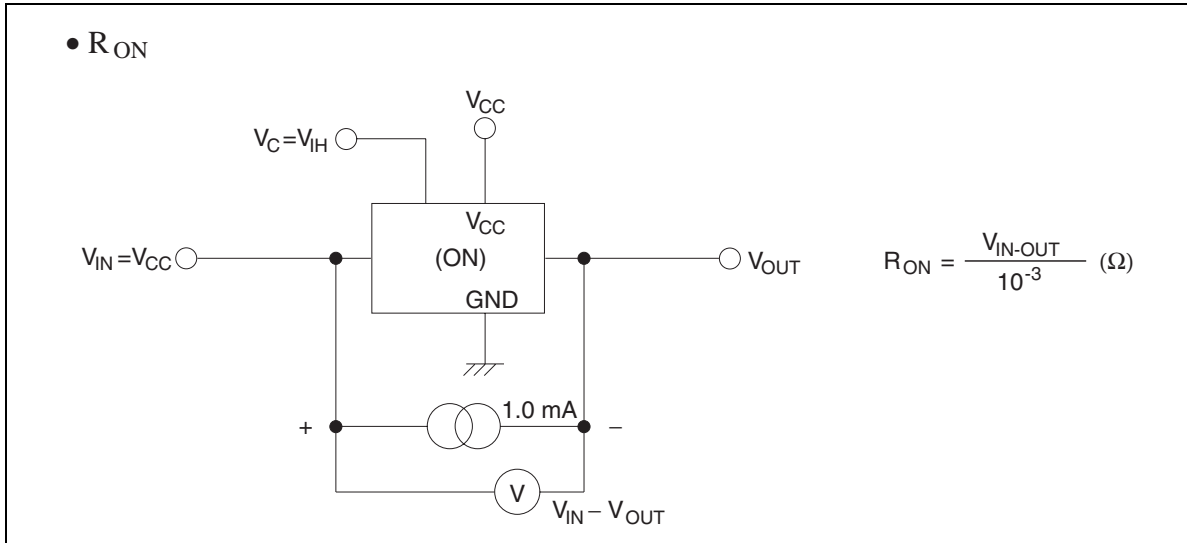 • R ON
VCC
VC=VIH
VCC
VIN=VCC
(ON)
VOUT
GND
RON = VIN-OUT / 10-3 (Ω)
1.0 mA
+
–
V
VIN – VOUT